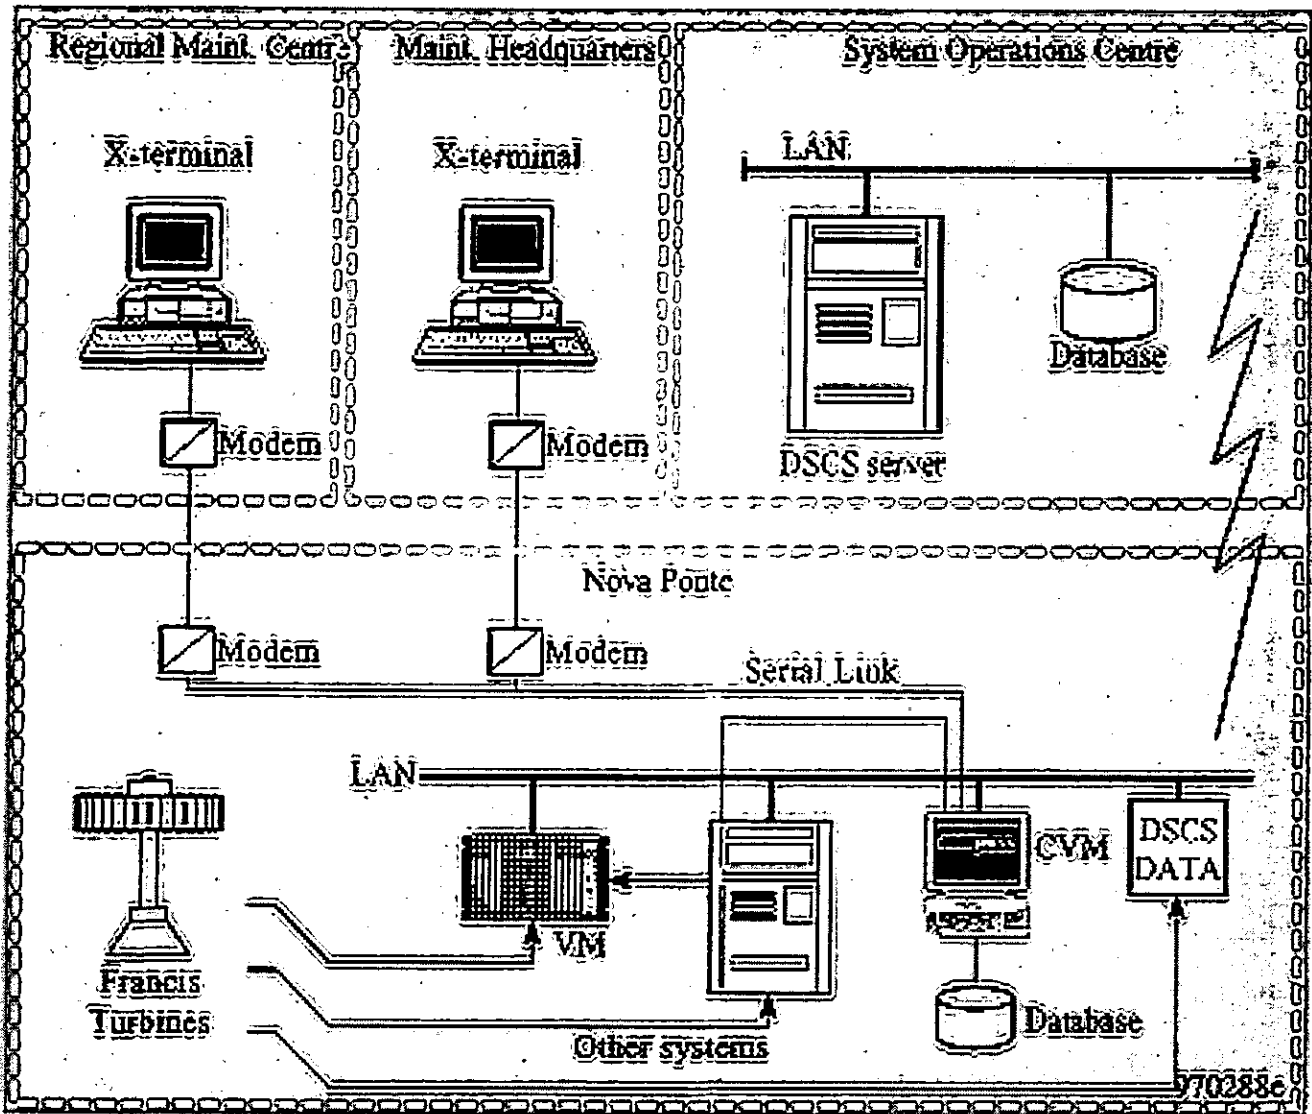 Regional Maint. Centre
Maint. Headquarters
System Operations Centre
X-terminal
X-terminal
LAN
Database
Modem
Modem
DSCS server
Nova Ponte
Modem
Modem
Serial Link
LAN
DSCS
DATA
CVM
VM
Francis
Turbines
Database
Other systems
970288e